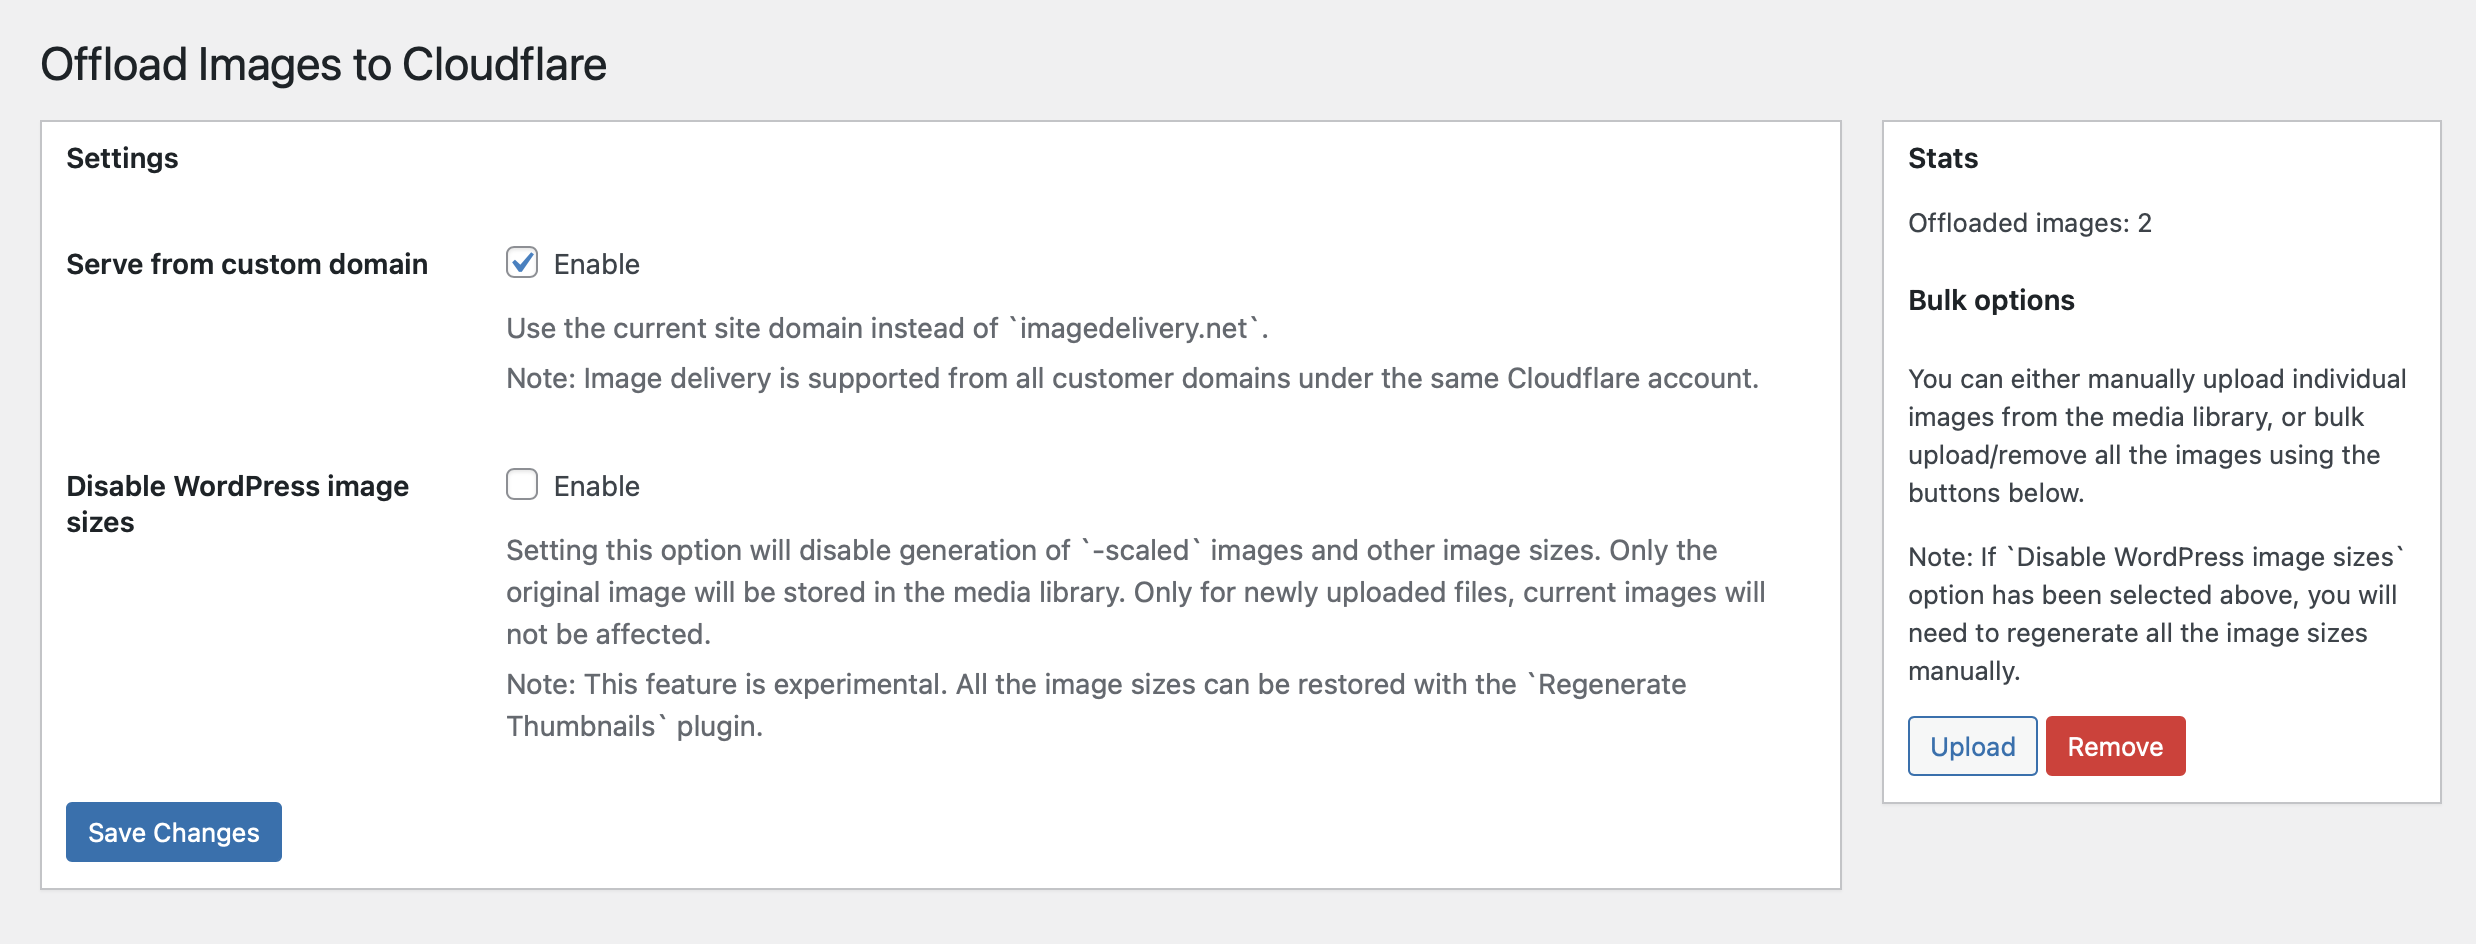 Offload Images to Cloudflare
Settings
Serve from custom domain
Enable
Use the current site domain instead of `imagedelivery.net`.
Note: Image delivery is supported from all customer domains under the same Cloudflare account.
Disable WordPress image
sizes
Enable
Setting this option will disable generation of `-scaled` images and other image sizes. Only the
original image will be stored in the media library. Only for newly uploaded files, current images will
not be affected.
Note: This feature is experimental. All the image sizes can be restored with the `Regenerate
Thumbnails` plugin.
Save Changes
Stats
Offloaded images: 2
Bulk options
You can either manually upload individual
images from the media library, or bulk
upload/remove all the images using the
buttons below.
Note: If `Disable WordPress image sizes`
option has been selected above, you will
need to regenerate all the image sizes
manually.
Upload
Remove